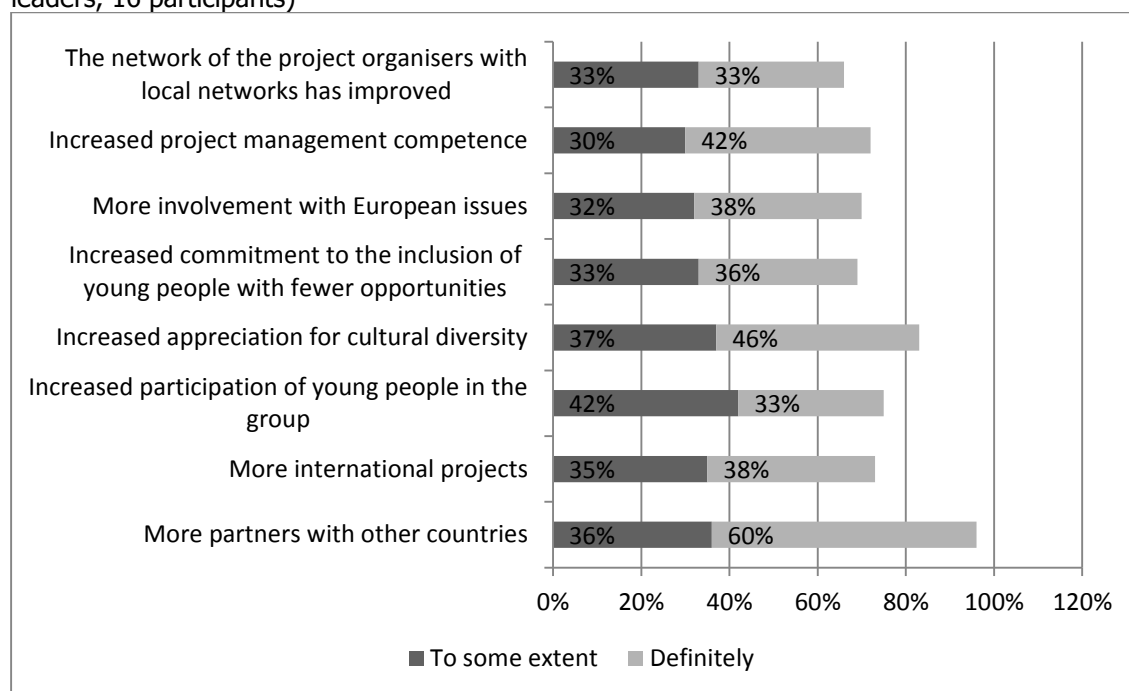 leaders, 16 participants)
The network of the project organisers with
local networks has improved
33% 33%
Increased project management competence
30% 42%
More involvement with European issues
32% 38%
Increased commitment to the inclusion of
young people with fewer opportunities
33% 36%
Increased appreciation for cultural diversity
37% 46%
Increased participation of young people in the
group
42% 33%
More international projects
35% 38%
More partners with other countries
36% 60%
0% 20% 40% 60% 80% 100% 120%
To some extent Definitely